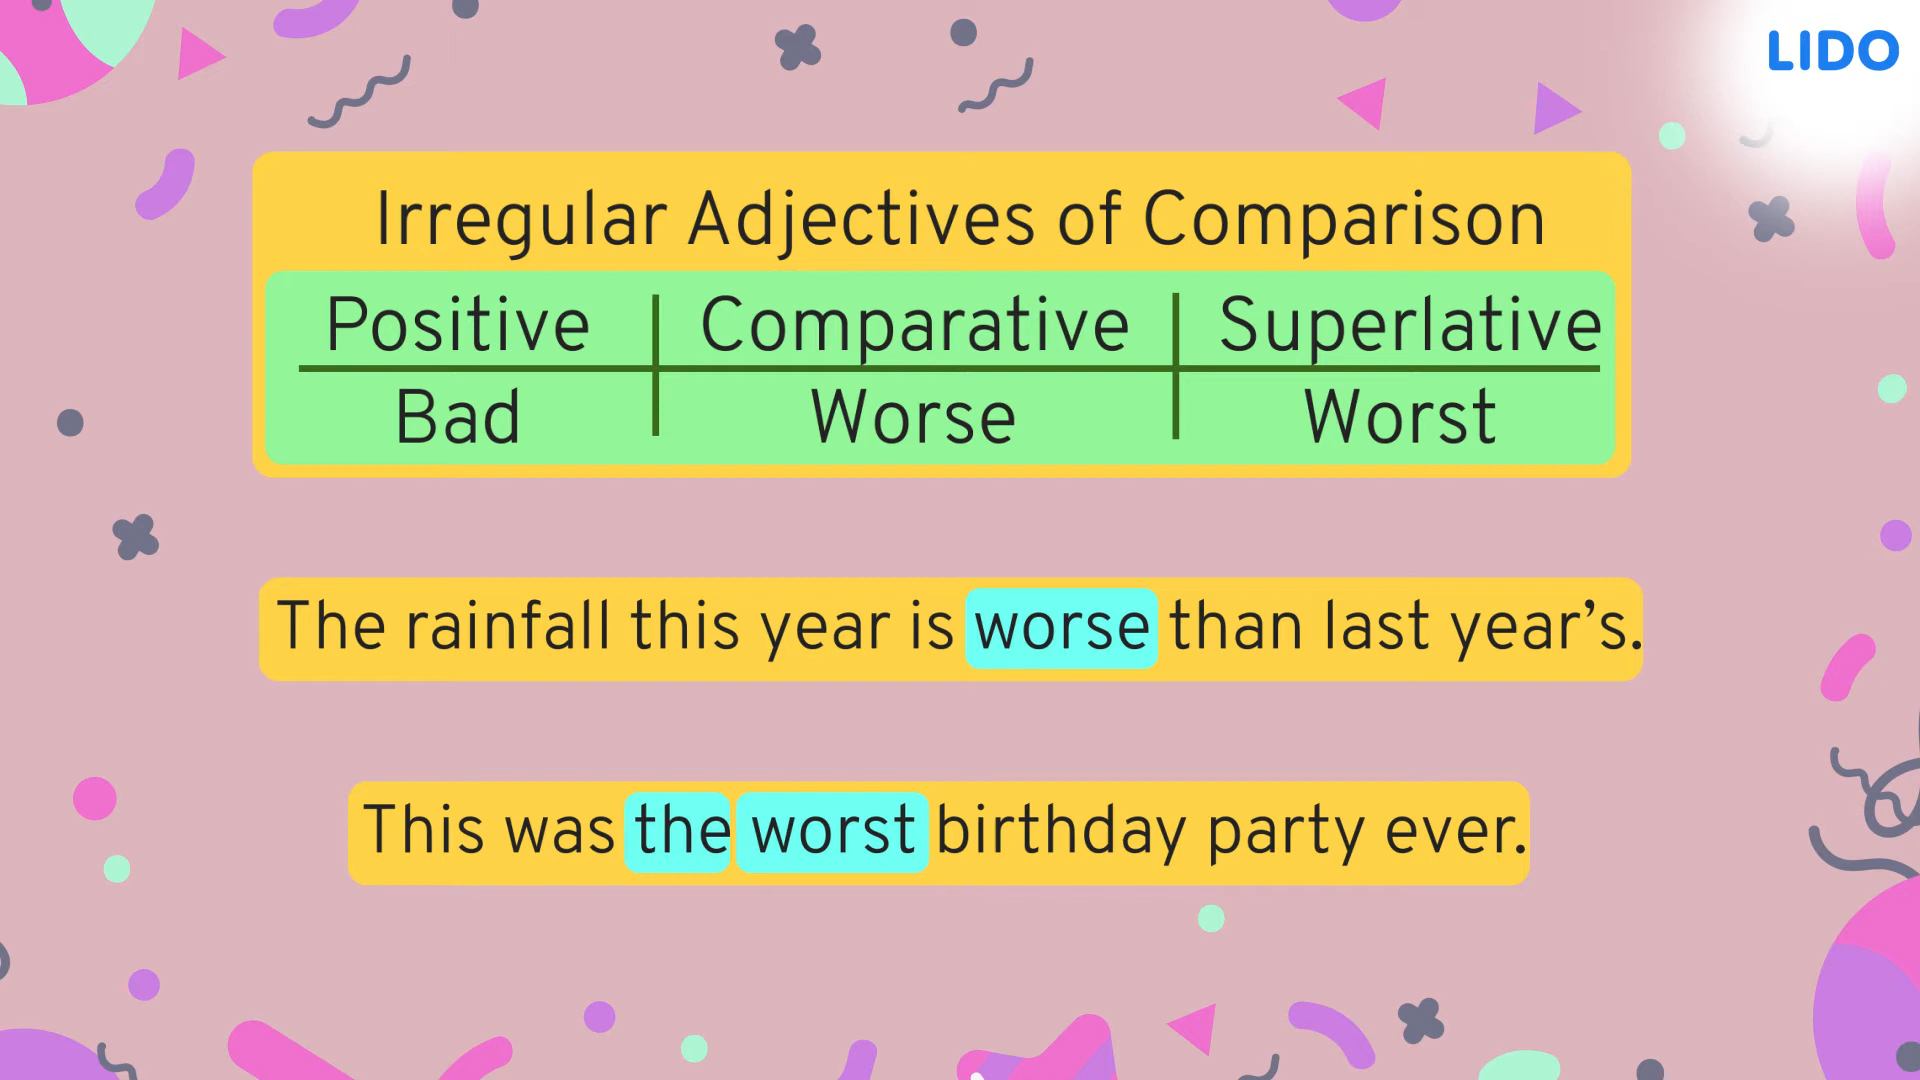 LIDO
Irregular Adjectives of Comparison
Positive Comparative Superlative
Bad Worse Worst
The rainfall this year is worse than last year’s.
This was the worst birthday party ever.